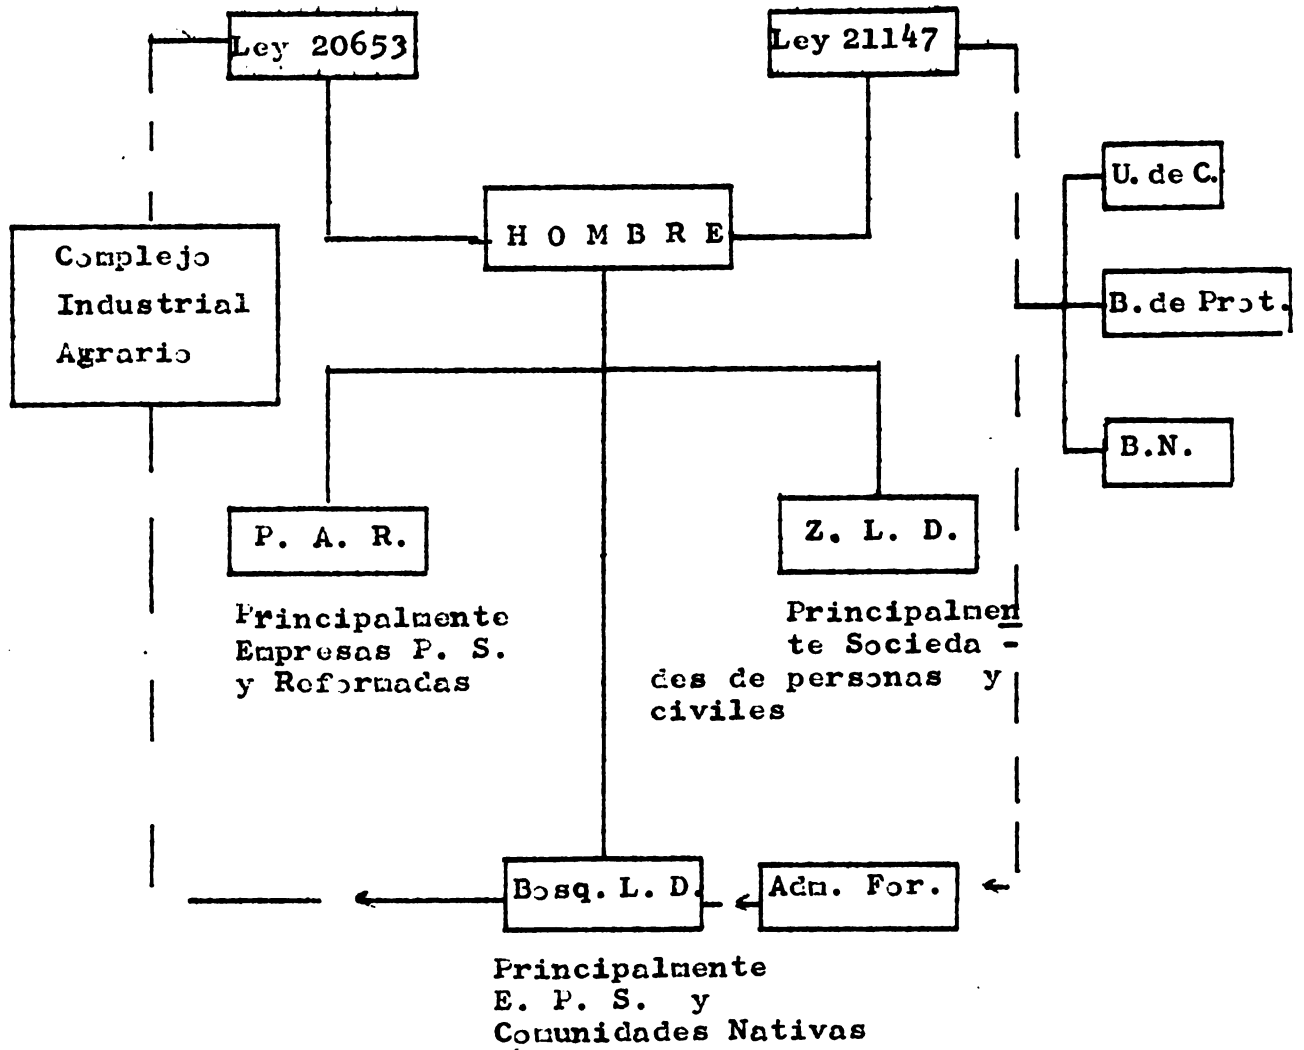 Ley 20653
Ley 21147
U. de C.
H O M B R E
Complejo
Industrial
Agrario
B. de Prot.
B.N.
P. A. R.
Z. L. D.
Principalmente
Empresas P. S.
y Reformadas
Principalmen
te Socieda -
des de personas y
civiles
Bosq. L. D.
Adm. For.
Principalmente
E. P. S. y
Comunidades Nativas